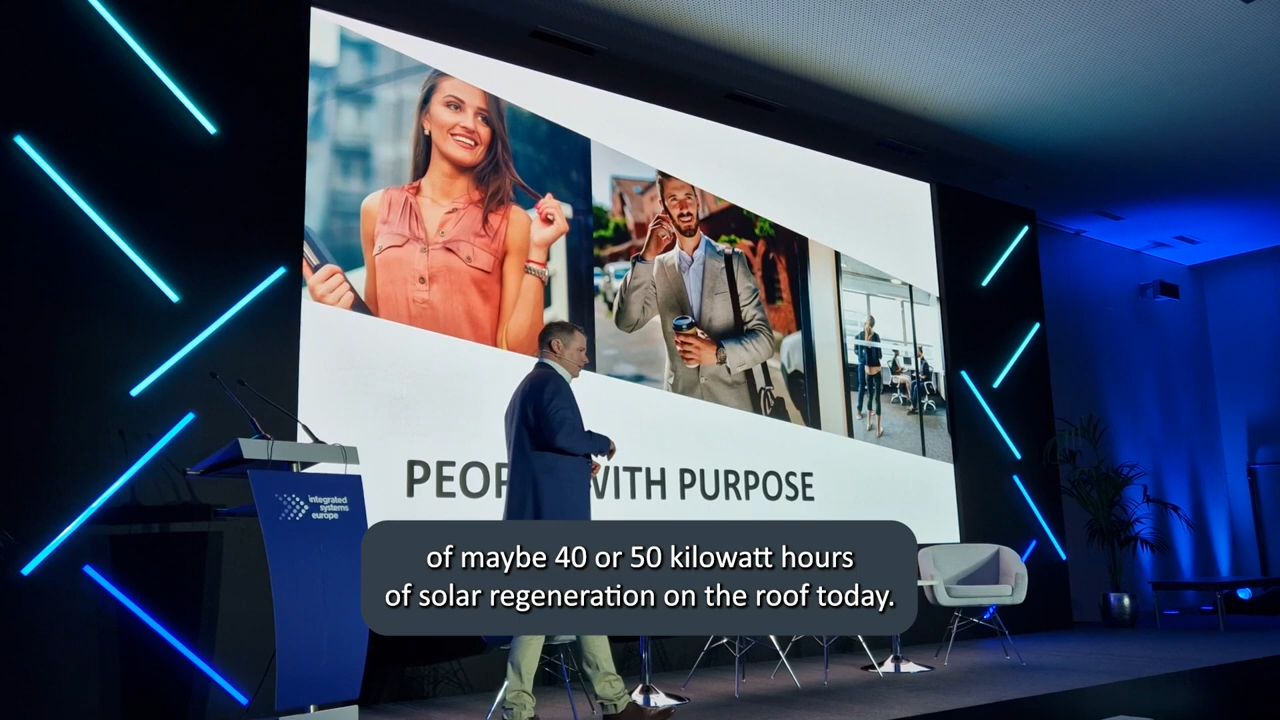 PEOP WITH PURPOSE
integrated
systems
europe
of maybe 40 or 50 kilowatt hours
of solar regeneration on the roof today.